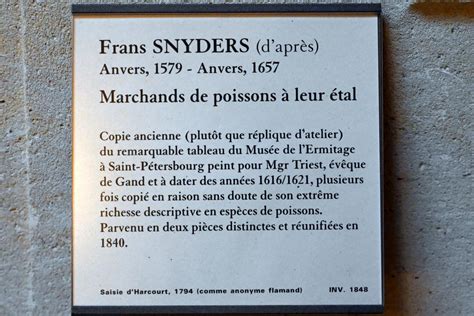 Frans SNYDERS (d'après)
Anvers, 1579 - Anvers, 1657
Marchands de poissons à leur étal
Copie ancienne (plutôt que réplique d'atelier)
du remarquable tableau du Musée de l'Ermitage
à Saint-Pétersbourg peint pour Mgr Triest, évêque
de Gand et à dater des années 1616/1621, plusieurs
fois copié en raison sans doute de son extrême
richesse descriptive en espèces de poissons.
Parvenu en deux pièces distinctes et réunifiées en
1840.
Saisie d'Harcourt, 1794 (comme anonyme flamand) INV. 1848